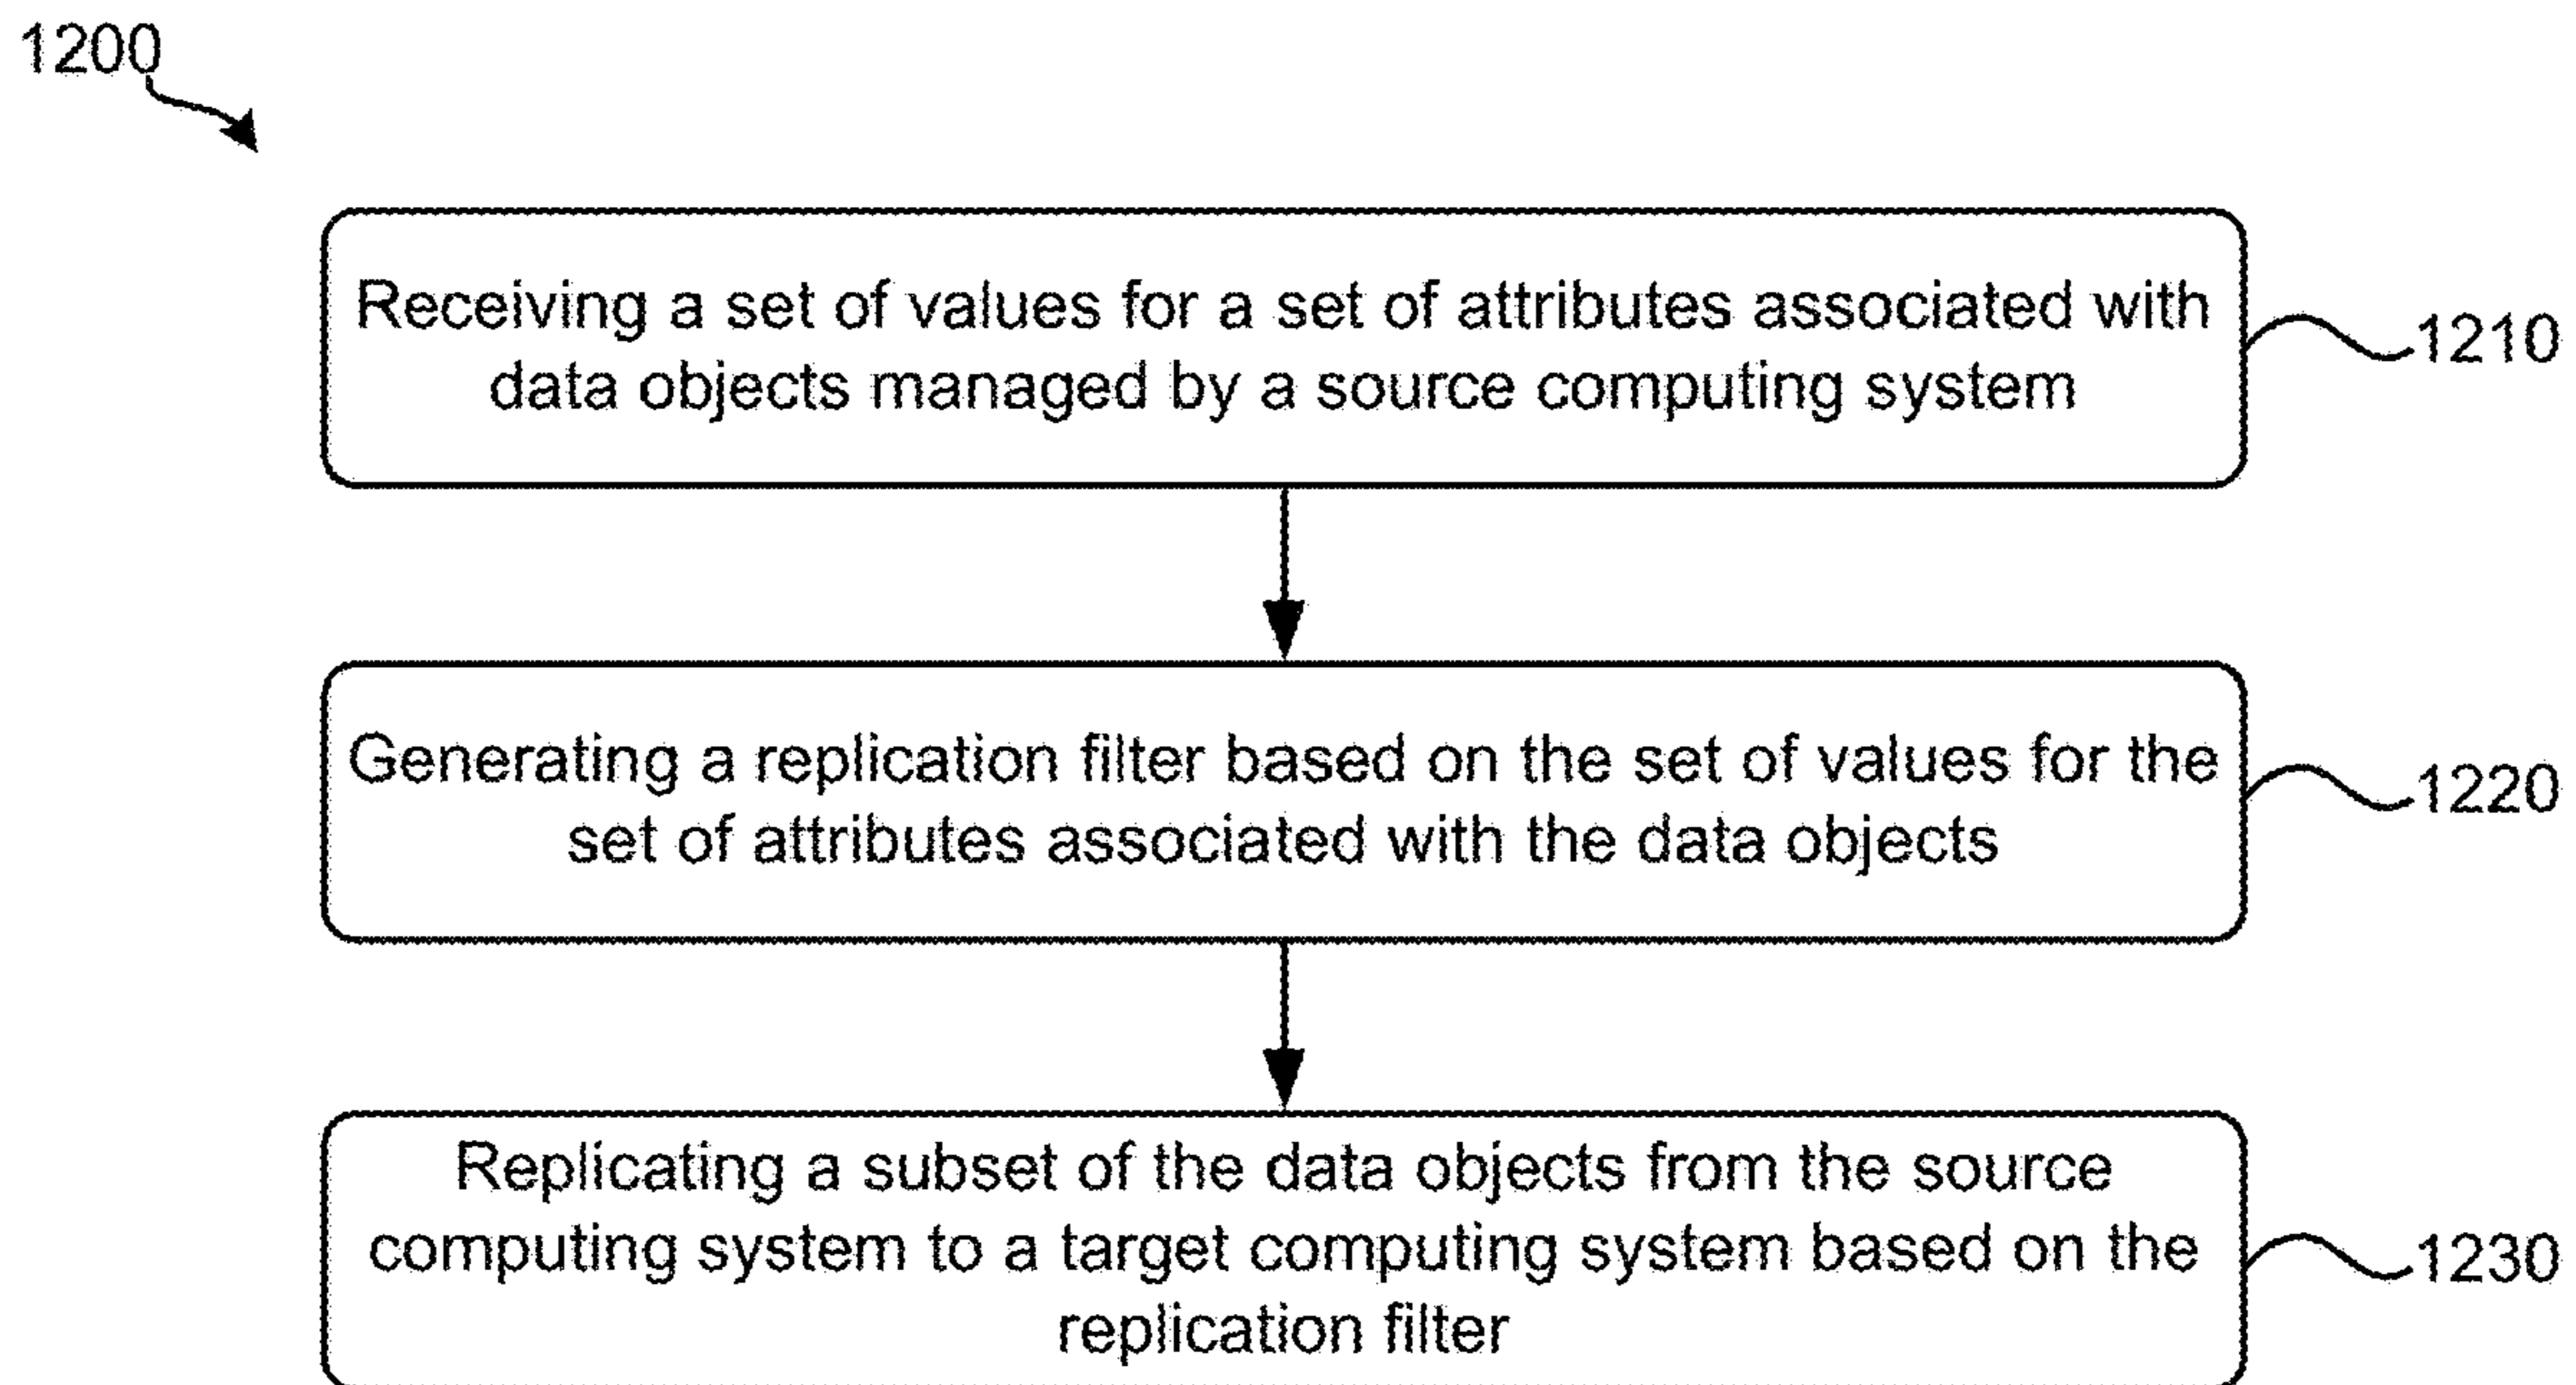 1200
Receiving a set of values for a set of attributes associated with
data objects managed by a source computing system
1210
Generating a replication filter based on the set of values for the
set of attributes associated with the data objects
1220
Replicating a subset of the data objects from the source
computing system to a target computing system based on the
replication filter
1230